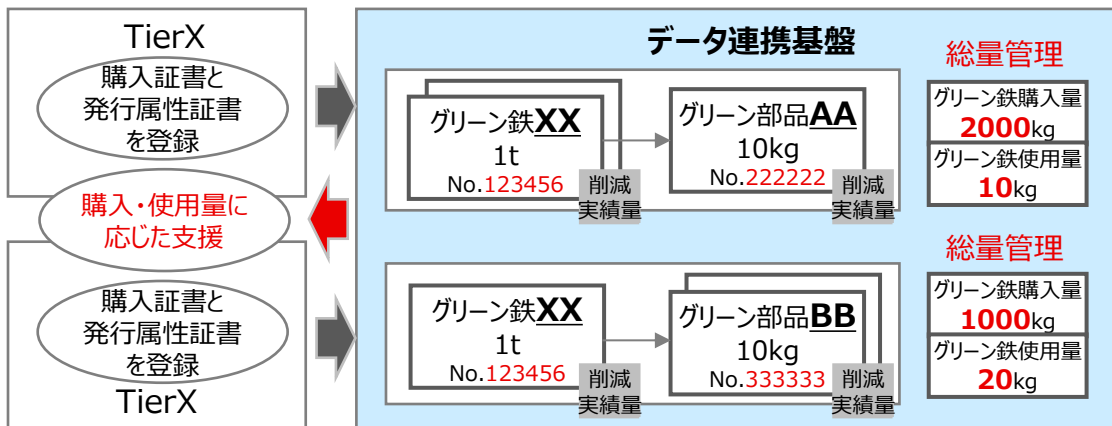 TierX
購入証書と
発行属性証書
を登録
購入・使用量に
応じた支援
購入証書と
発行属性証書
を登録
TierX
データ連携基盤
グリーン鉄XX
1t
No.123456
削減
実績量
グリーン部品AA
10kg
No.222222
削減
実績量
総量管理
グリーン鉄購入量
2000kg
グリーン鉄使用量
10kg
グリーン鉄XX
1t
No.123456
削減
実績量
グリーン部品BB
10kg
No.333333
削減
実績量
総量管理
グリーン鉄購入量
1000kg
グリーン鉄使用量
20kg